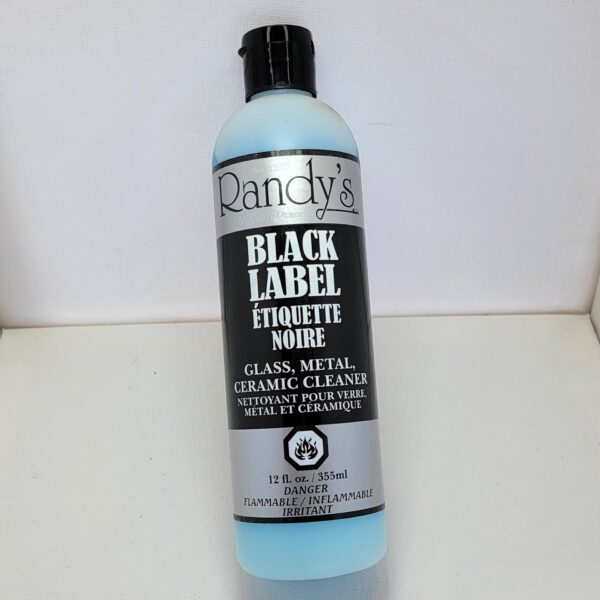 Randy's
BLACK
LABEL
ÉTIQUETTE
NOIRE
GLASS, METAL,
CERAMIC CLEANER
NETTOYANT POUR VERRE,
MÉTAL ET CÉRAMIQUE
12 fl. oz. / 355ml
DANGER
FLAMMABLE / INFLAMMABLE
IRRITANT